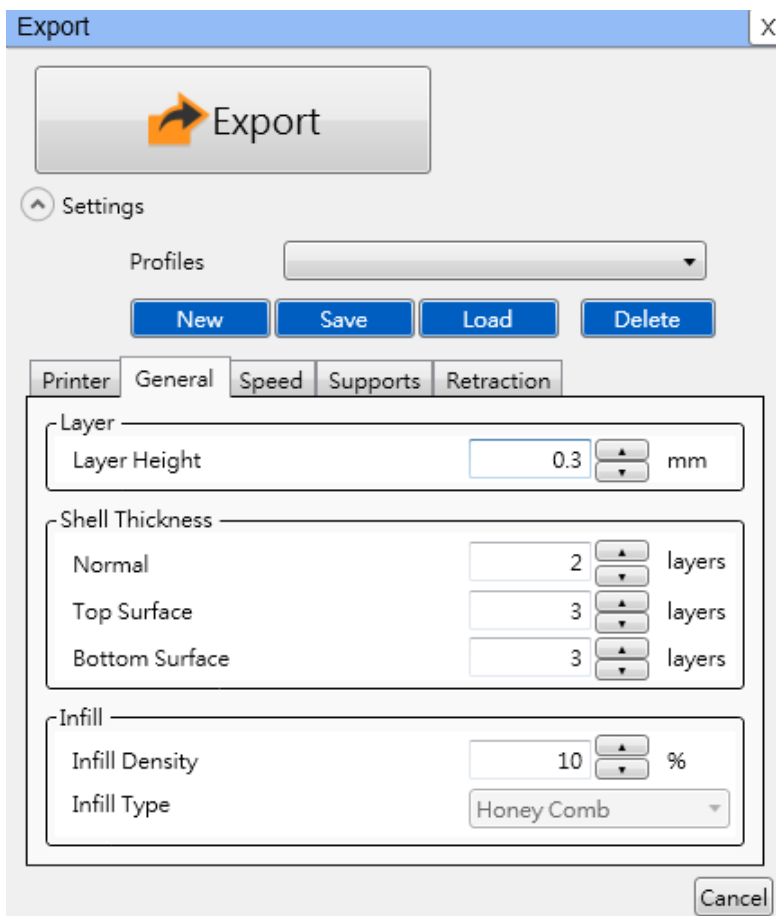 Export X
Export
Settings
Profiles
New Save Load Delete
Printer General Speed Supports Retraction
Layer
Layer Height 0.3 mm
Shell Thickness
Normal 2 layers
Top Surface 3 layers
Bottom Surface 3 layers
Infill
Infill Density 10 %
Infill Type Honey Comb
Cancel